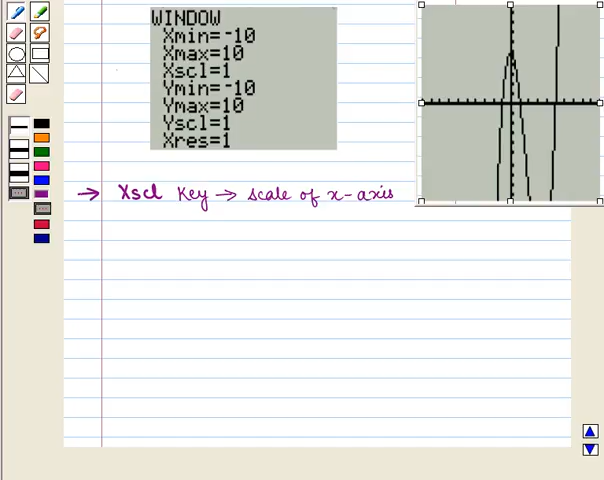 WINDOW
Xmin=-10
Xmax=10
Xscl=1
Ymin=-10
Ymax=10
Yscl=1
Xres=1
→ Xscl Key → scale of x-axis